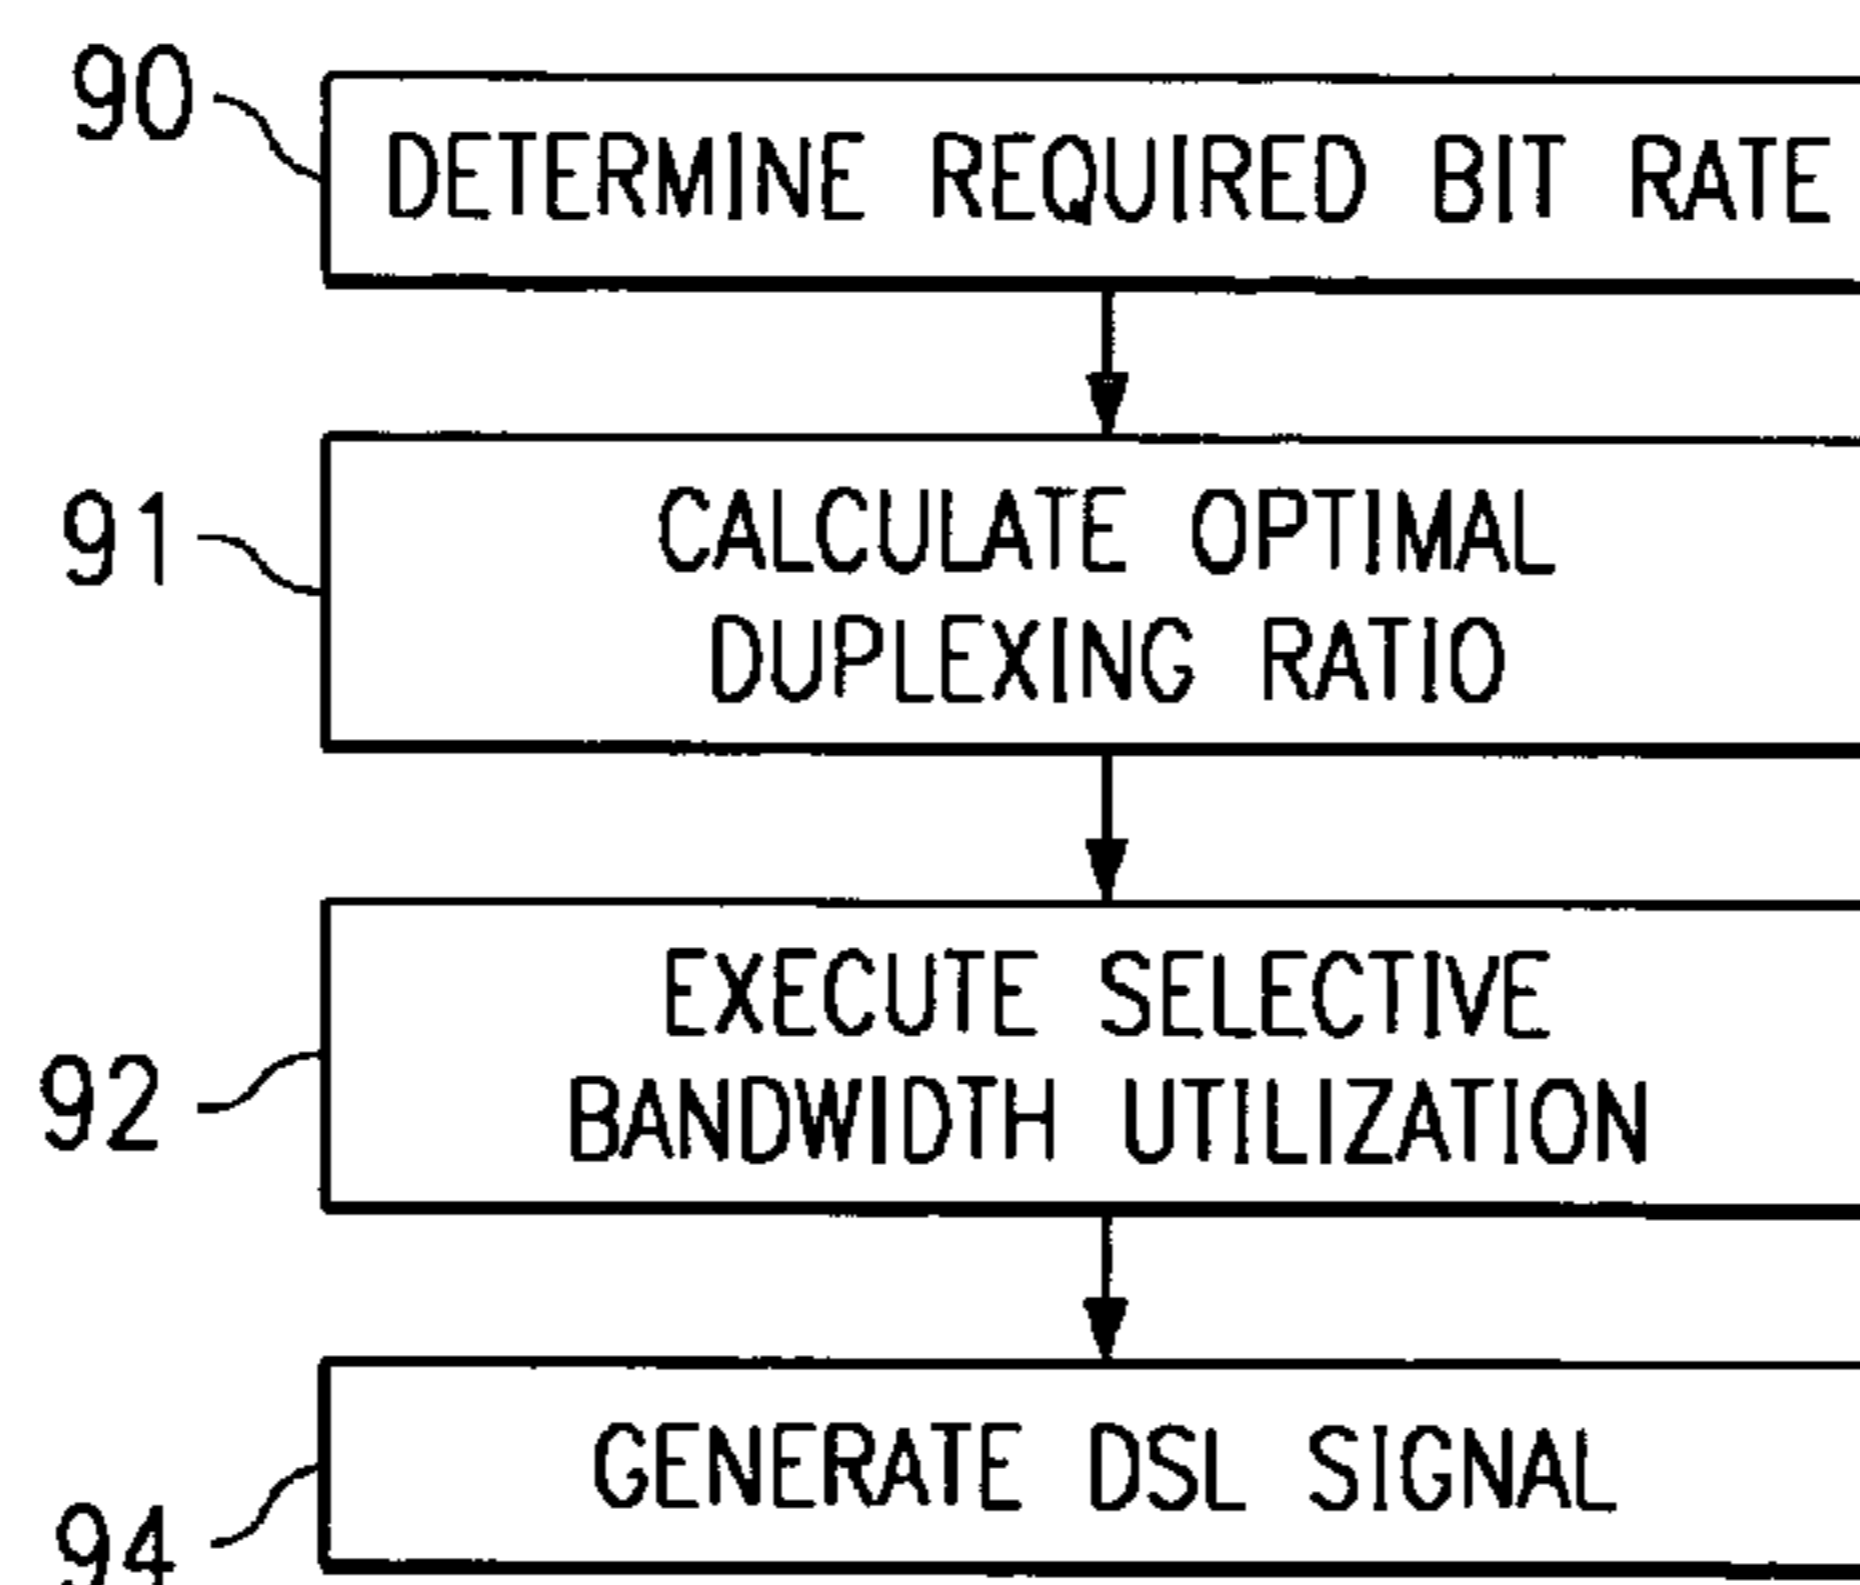 90
DETERMINE REQUIRED BIT RATE
91
CALCULATE OPTIMAL
DUPLEXING RATIO
92
EXECUTE SELECTIVE
BANDWIDTH UTILIZATION
94
GENERATE DSL SIGNAL